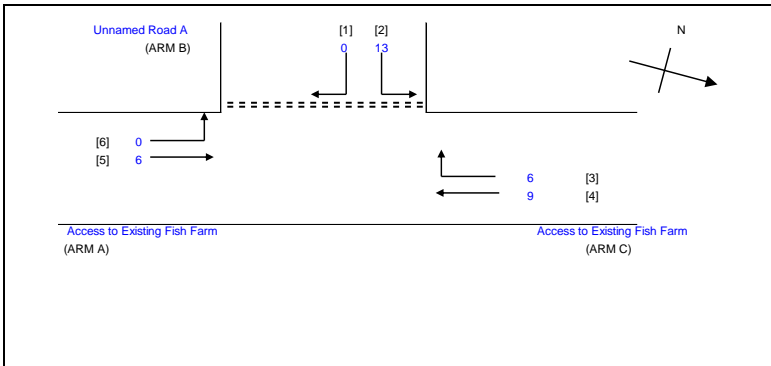 Unnamed Road A [1] [2] N
(ARM B) 0 13
[6] 0
[5] 6
6 [3]
9 [4]
Access to Existing Fish Farm Access to Existing Fish Farm
(ARM A) (ARM C)